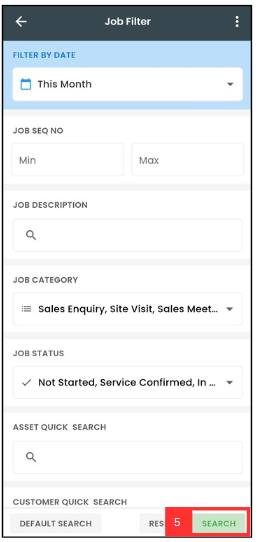 Job Filter
FILTER BY DATE
This Month
JOB SEQ NO
Min
Max
JOB DESCRIPTION
JOB CATEGORY
Sales Enquiry, Site Visit, Sales Meet...
JOB STATUS
Not Started, Service Confirmed, In ...
ASSET QUICK SEARCH
CUSTOMER QUICK SEARCH
DEFAULT SEARCH
RES
5
SEARCH